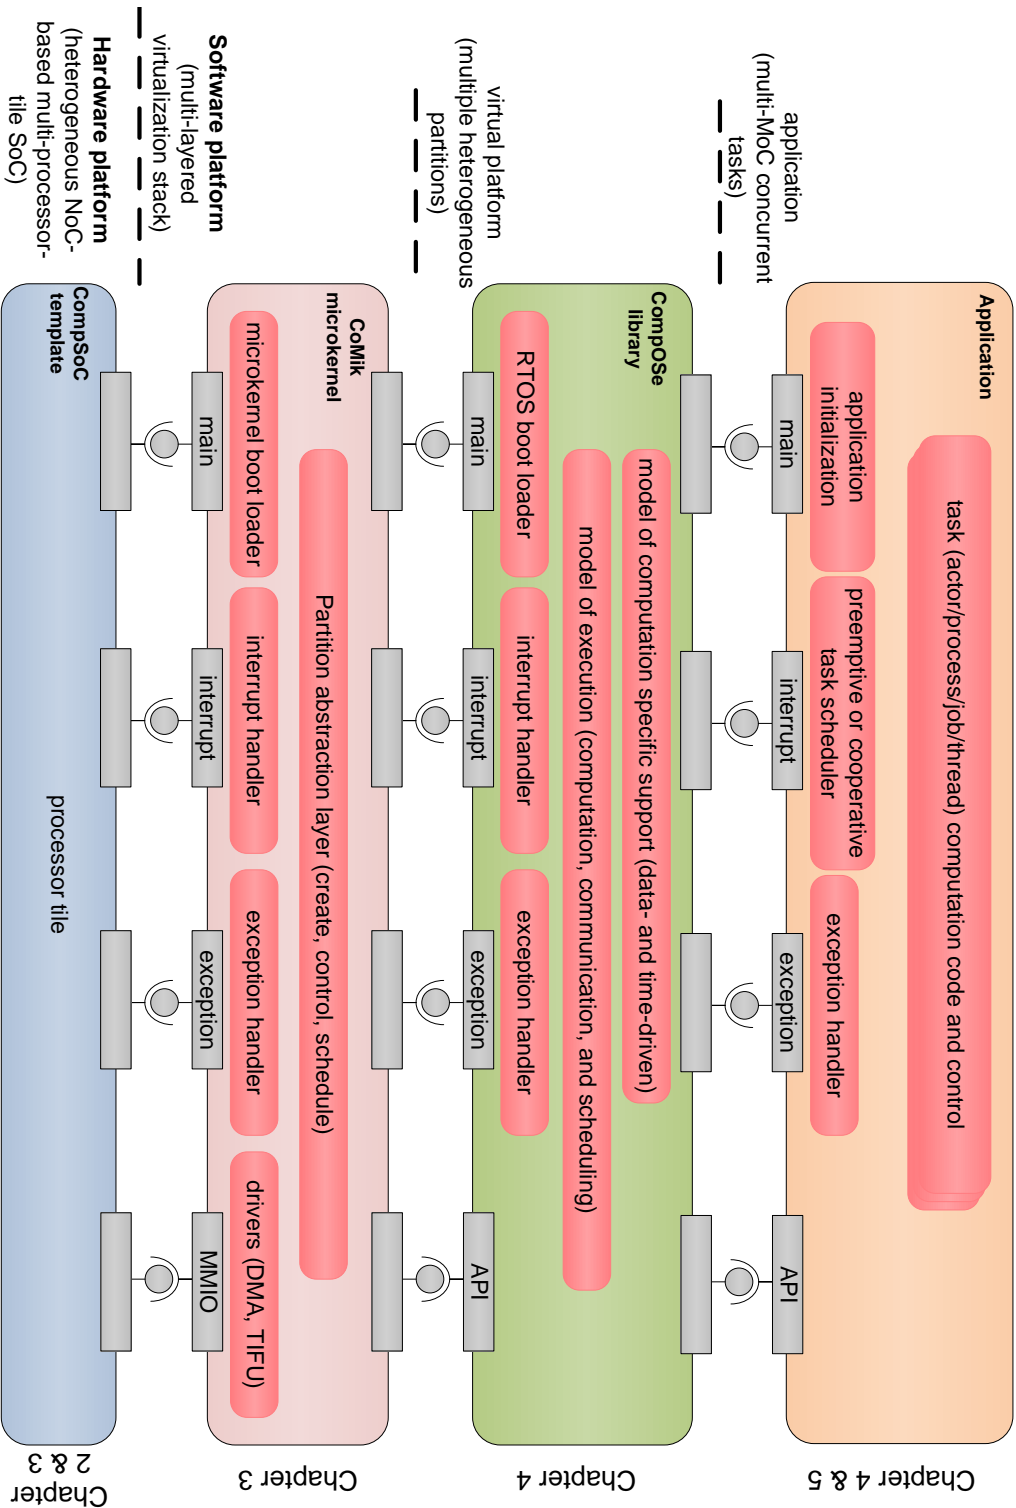 Application
task (actor/process/job/thread) computation code and control
application
initialization
preemptive or cooperative
task scheduler
exception handler
main
interrupt
exception
API
Chapter 4 & 5
application
(multi-MoC concurrent
tasks)
CompOSe
library
model of computation specific support (data- and time-driven)
model of execution (computation, communication, and scheduling)
RTOS boot loader
interrupt handler
exception handler
main
interrupt
exception
API
Chapter 4
virtual platform
(multiple heterogeneous
partitions)
CoMik
microkernel
Partition abstraction layer (create, control, schedule)
microkernel boot loader
interrupt handler
exception handler
drivers (DMA, TIFU)
main
interrupt
exception
MMIO
Chapter 3
Software platform
(multi-layered
virtualization stack)
Hardware platform
(heterogeneous NoC-
based multi-processor-
tile SoC)
CompSoC
template
processor tile
Chapter
2 & 3